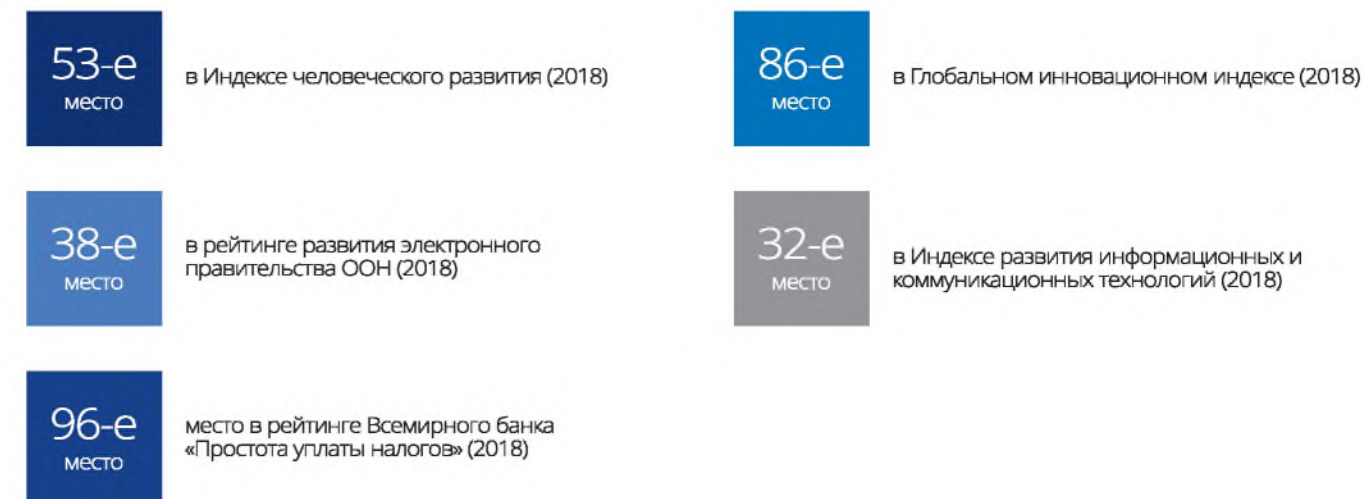 53-е
место
в Индексе человеческого развития (2018)
86-е
место
в Глобальном инновационном индексе (2018)
38-е
место
в рейтинге развития электронного
правительства ООН (2018)
32-е
место
в Индексе развития информационных и
коммуникационных технологий (2018)
96-е
место
место в рейтинге Всемирного банка
«Простота уплаты налогов» (2018)